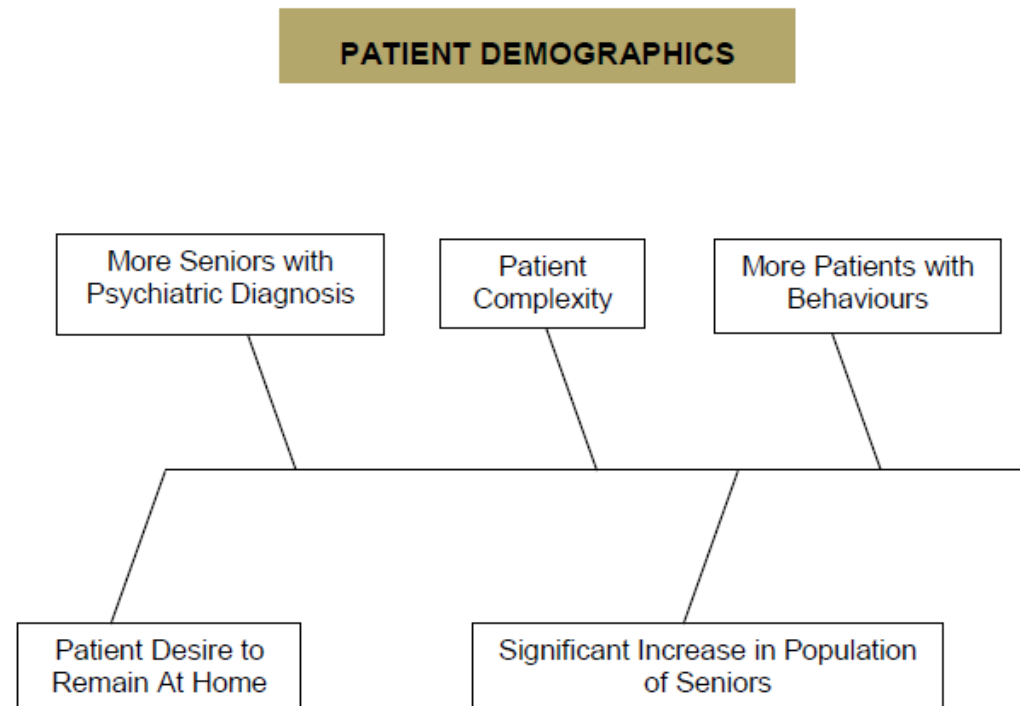 PATIENT DEMOGRAPHICS
More Seniors with
Psychiatric Diagnosis
Patient
Complexity
More Patients with
Behaviours
Patient Desire to
Remain At Home
Significant Increase in Population
of Seniors